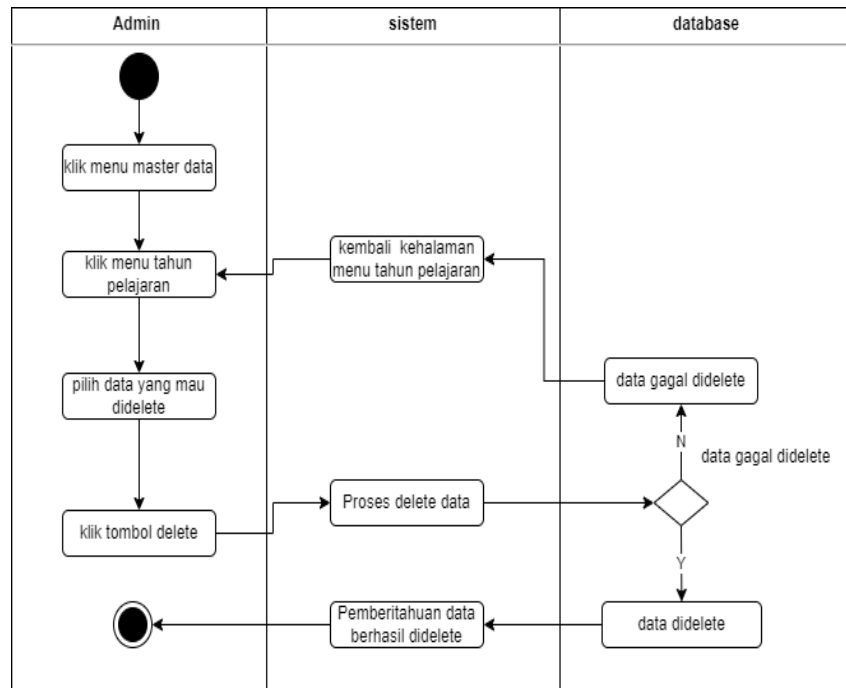 Admin
sistem
database
klik menu master data
klik menu tahun
pelajaran
kembali kehalaman
menu tahun pelajaran
pilih data yang mau
didelete
data gagal didelete
N
data gagal didelete
klik tombol delete
Proses delete data
Y
Pemberitahuan data
berhasil didelete
data didelete